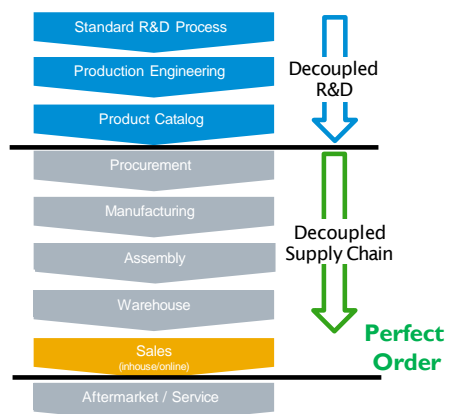 Standard R&D Process
Production Engineering
Product Catalog
Decoupled
R&D
Procurement
Manufacturing
Assembly
Warehouse
Decoupled
Supply Chain
Sales
(inhouse/online)
Perfect
Order
Aftermarket / Service